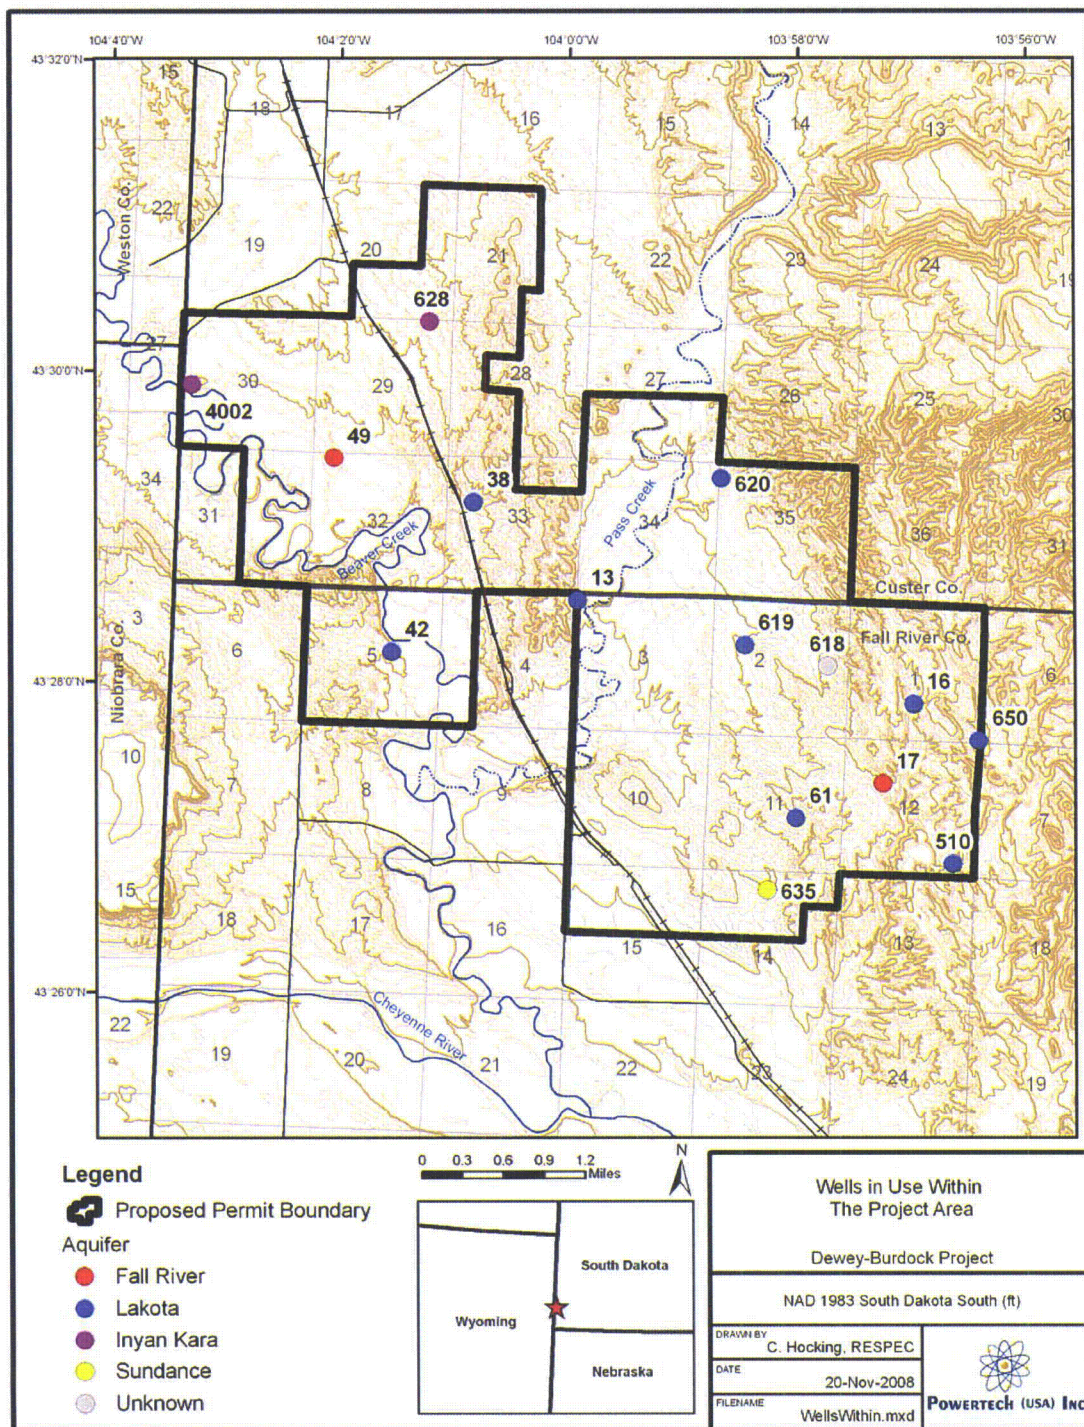 104°4'0"W 104°2'0"W 104°0'0"W 103°58'0"W 103°56'0"W
43°32'0"N
15
18
17
16
15
14
13
Weston Co.
22
19
20
21
22
23
24
19
628
43°30'0"N
27
30
29
28
27
26
25
30
4002
49
38
620
34
31
32
33
34
35
36
31
Beaver Creek
Pass Creek
13
Custer Co.
Fall River Co.
3
6
42
5
4
3
619
2
618
1
16
6
43°28'0"N
Niobrara Co.
650
10
7
8
9
10
11
61
17
12
7
510
635
15
18
17
16
15
14
13
18
43°26'0"N
Cheyenne River
22
19
20
21
22
23
24
19
Legend
Proposed Permit Boundary
Aquifer
Fall River
Lakota
Inyan Kara
Sundance
Unknown
0 0.3 0.6 0.9 1.2
Miles
N
South Dakota
Wyoming
Nebraska
Wells in Use Within
The Project Area
Dewey-Burdock Project
NAD 1983 South Dakota South (ft)
DRAWN BY
C. Hocking, RESPEC
DATE
20-Nov-2008
FILENAME
WellsWithin.mxd
POWERTECH (USA) INC